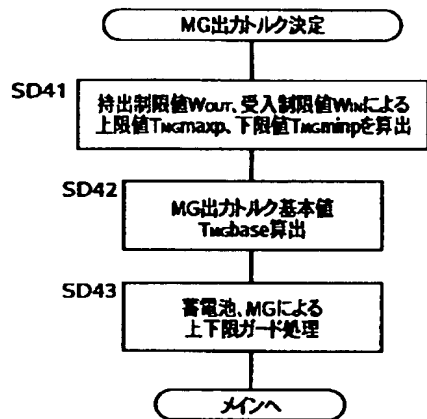 MG出力トルク決定
SD41
持出制限値WOUT、受入制限値WINによる
上限値TMGmaxp、下限値TMGminpを算出
SD42
MG出力トルク基本値
TMGbase算出
SD43
蓄電池、MGによる
上下限ガード処理
メインへ